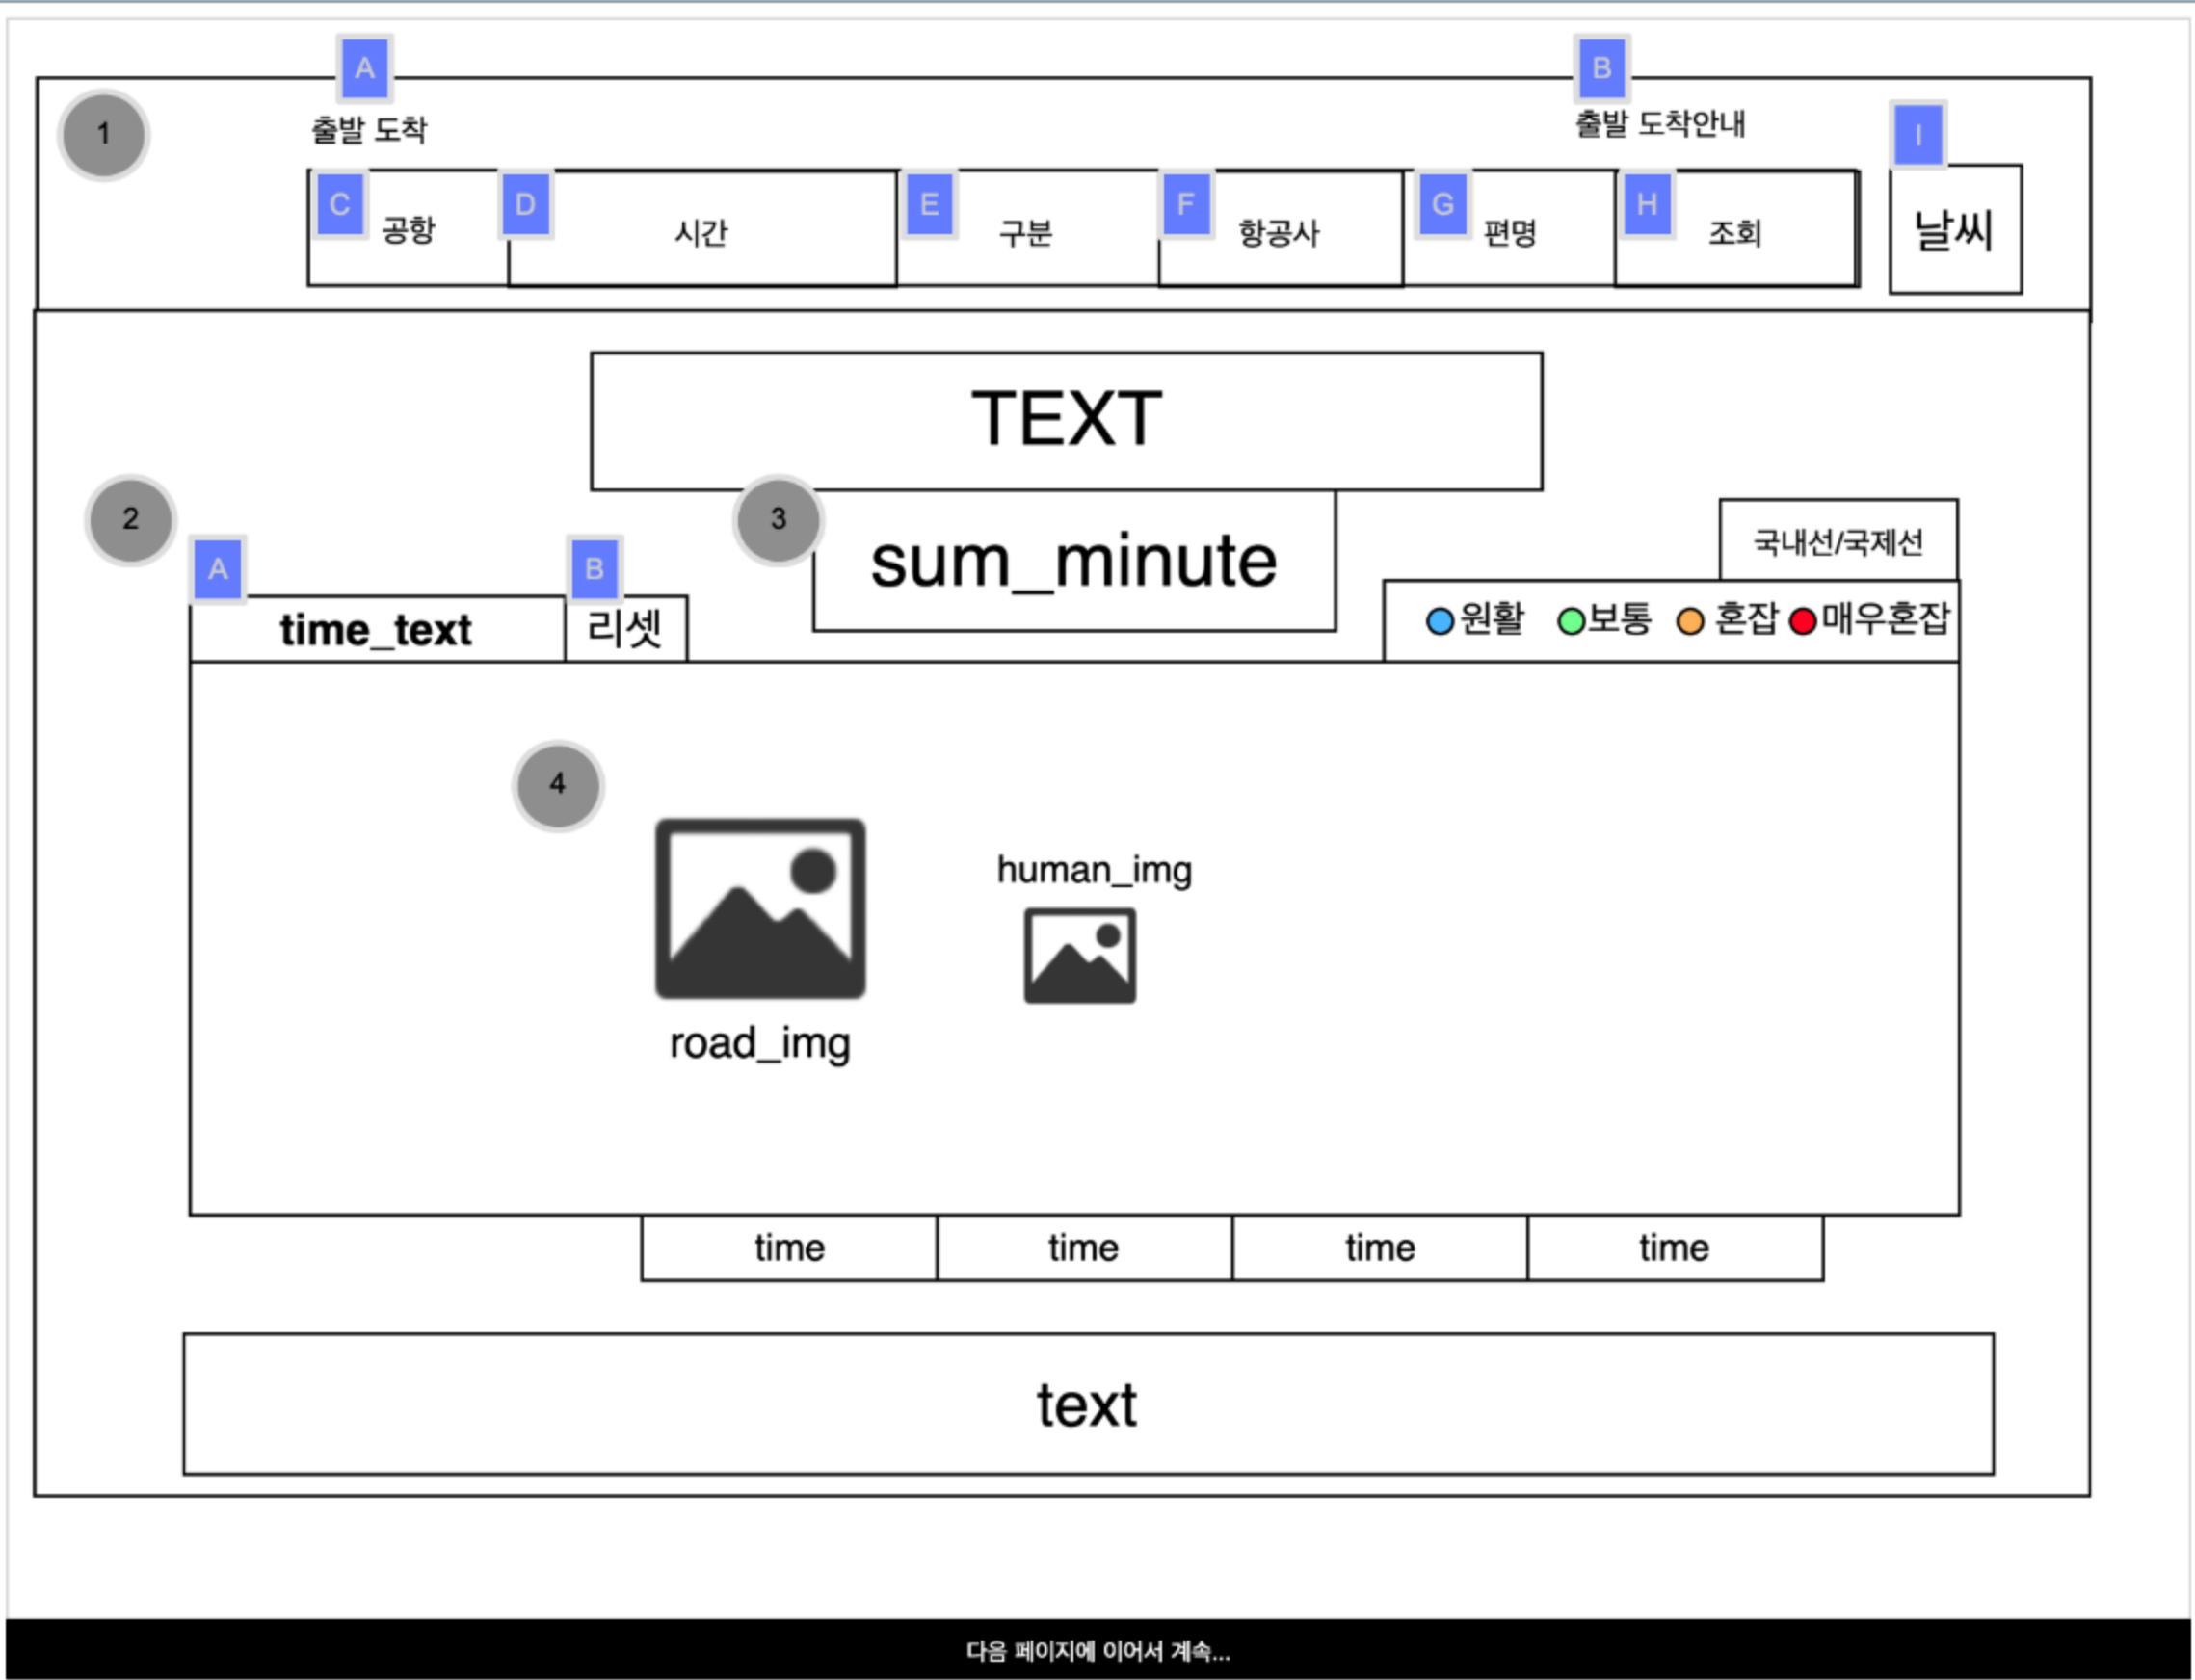 A
B
1
출발 도착
출발 도착안내
I
C
공항
D
시간
E
구분
F
항공사
G
편명
H
조회
날씨
TEXT
2
3
sum_minute
국내선/국제선
A
time_text
B
리셋
원활 보통 혼잡 매우혼잡
4
human_img
road_img
time time time time
text
다음 페이지에 이어서 계속...